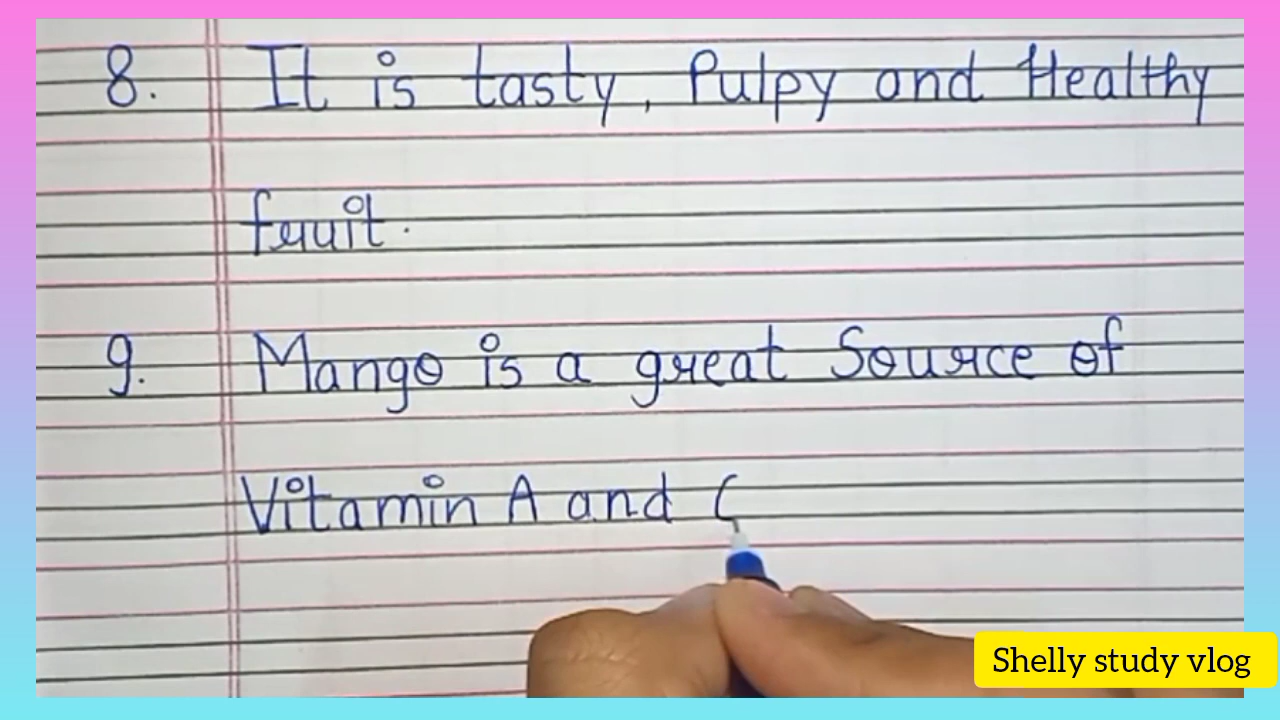 8. It is tasty, Pulpy and Healthy
fruit.
9. Mango is a great Source of
Vitamin A and C
Shelly study vlog